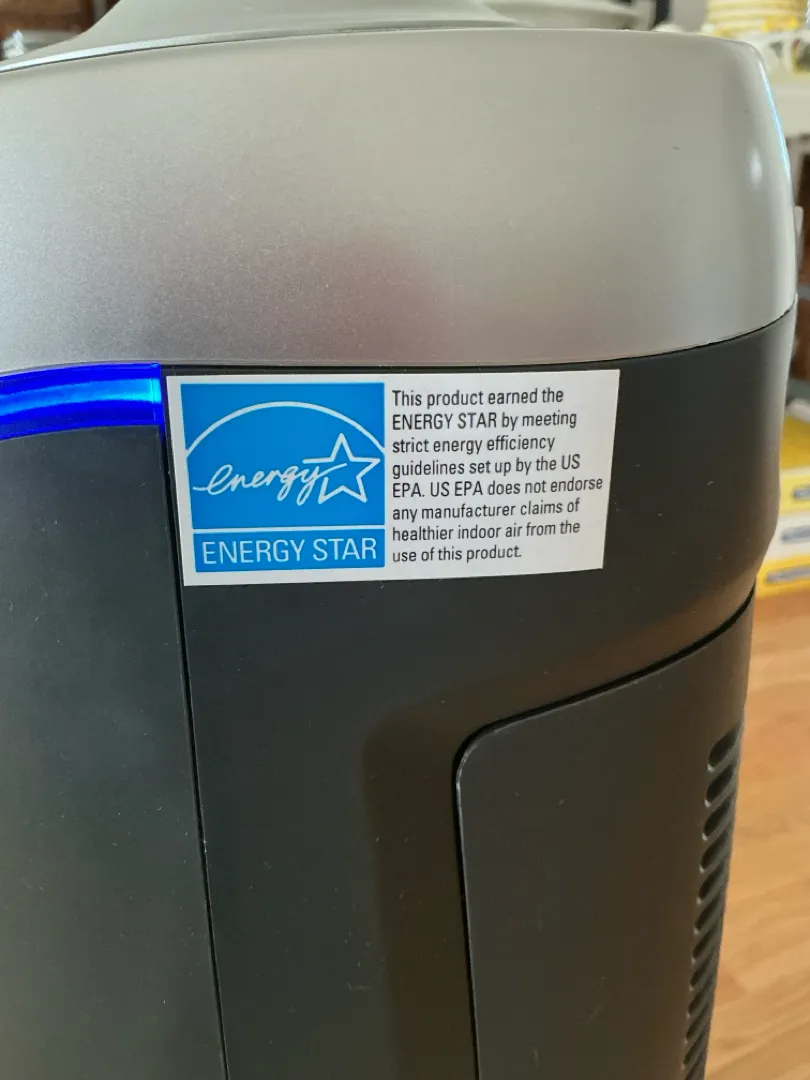 energy
ENERGY STAR
This product earned the
ENERGY STAR by meeting
strict energy efficiency
guidelines set up by the US
EPA. US EPA does not endorse
any manufacturer claims of
healthier indoor air from the
use of this product.